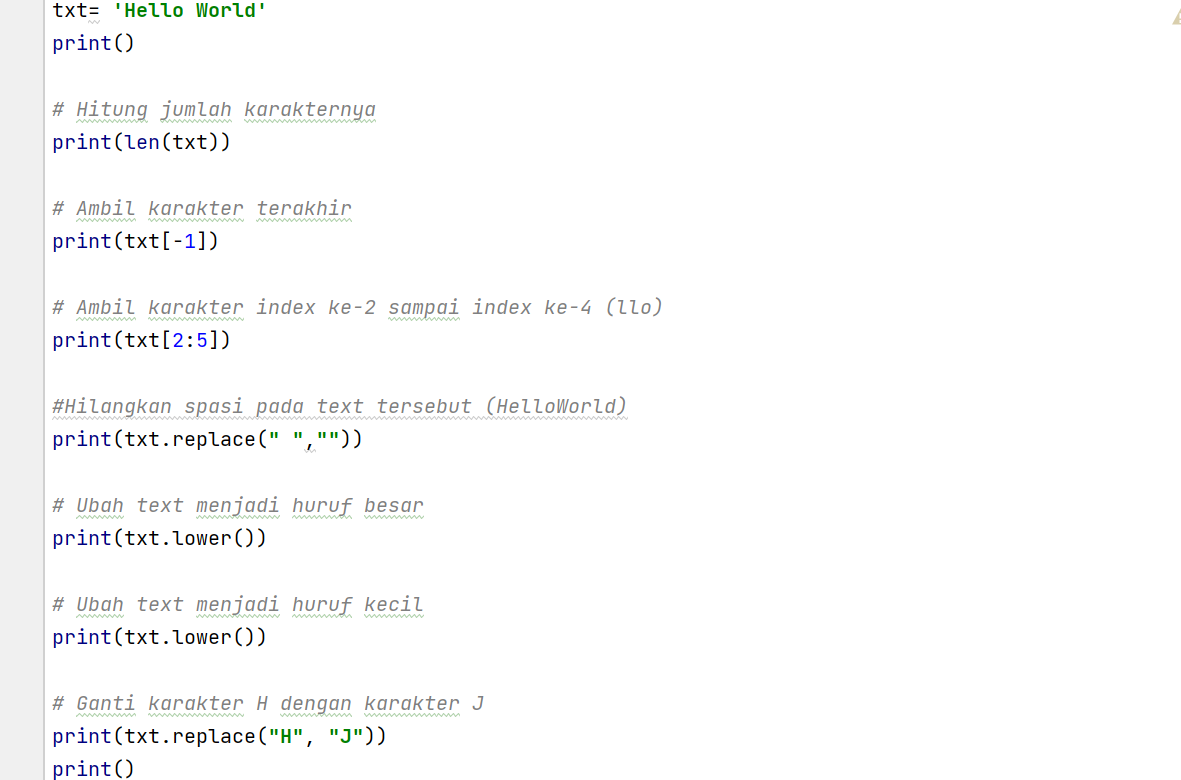 txt= 'Hello World'
print()
# Hitung jumlah karakternya
print(len(txt))
# Ambil karakter terakhir
print(txt[-1])
# Ambil karakter index ke-2 sampai index ke-4 (llo)
print(txt[2:5])
#Hilangkan spasi pada text tersebut (HelloWorld)
print(txt.replace(" ",""))
# Ubah text menjadi huruf besar
print(txt.lower())
# Ubah text menjadi huruf kecil
print(txt.lower())
# Ganti karakter H dengan karakter J
print(txt.replace("H", "J"))
print()